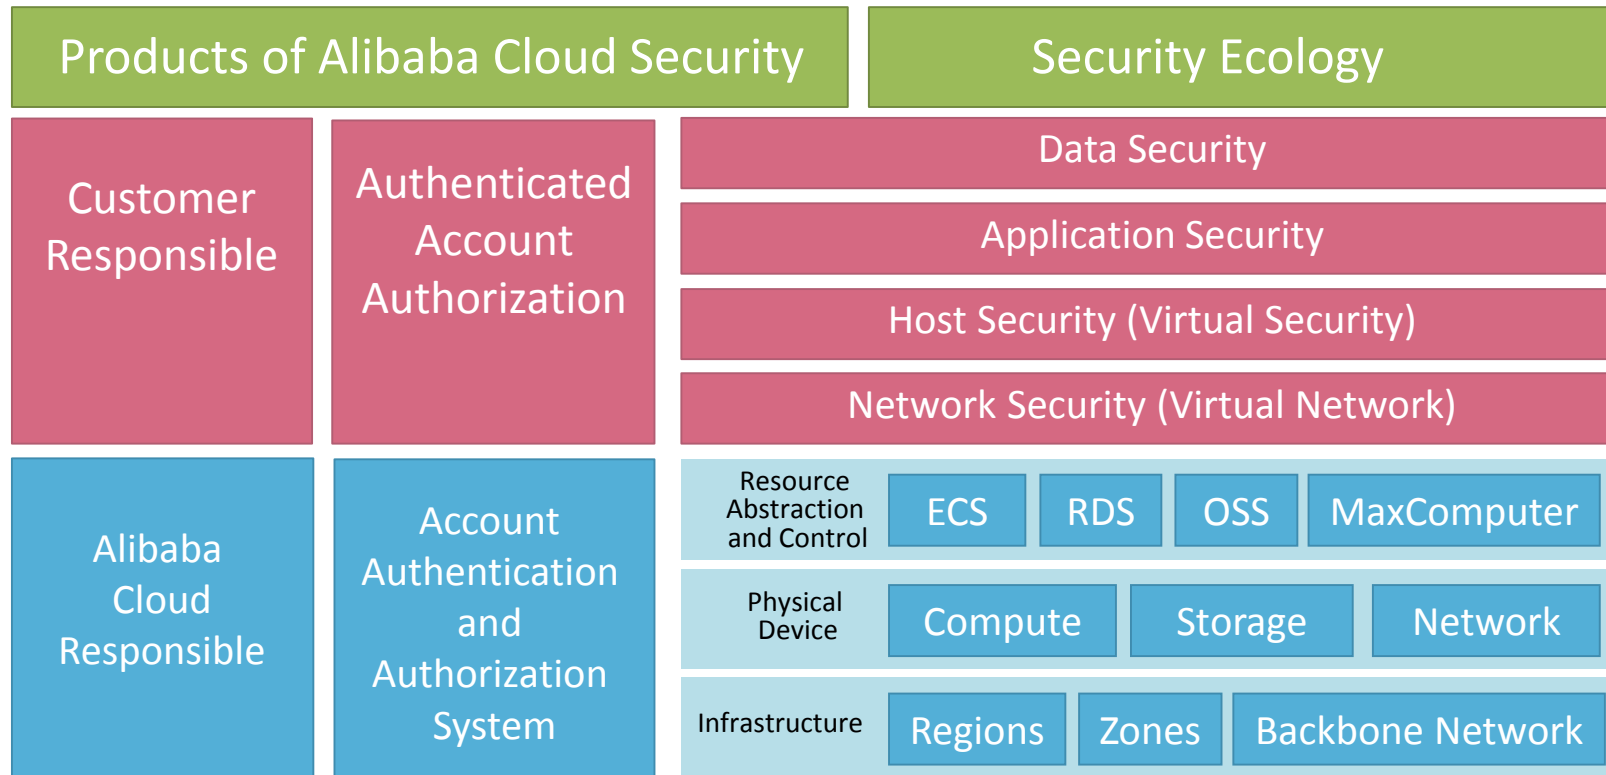 Products of Alibaba Cloud Security
Security Ecology
Customer
Responsible
Authenticated
Account
Authorization
Data Security
Application Security
Host Security (Virtual Security)
Network Security (Virtual Network)
Alibaba
Cloud
Responsible
Account
Authentication
and
Authorization
System
Resource
Abstraction
and Control
ECS
RDS
OSS
MaxComputer
Physical
Device
Compute
Storage
Network
Infrastructure
Regions
Zones
Backbone Network